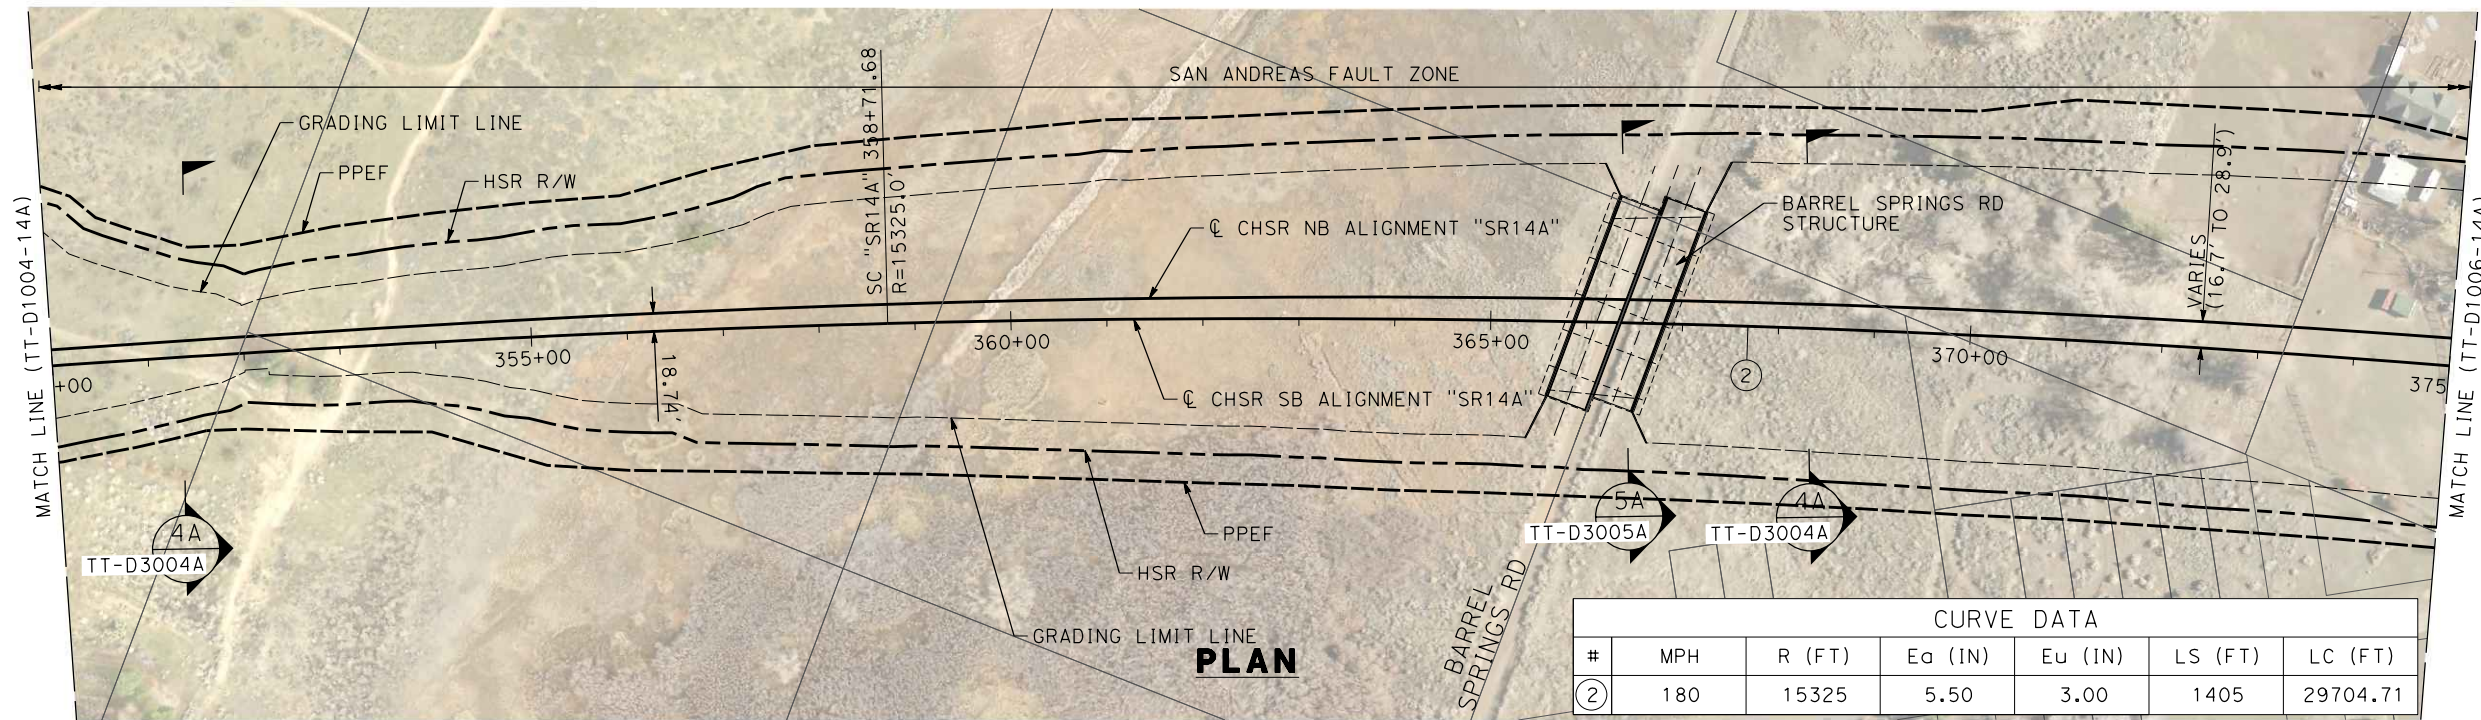 SAN ANDREAS FAULT ZONE
GRADING LIMIT LINE
PPEF
HSR R/W
SC "SR14A" 358+71.68
R=15325.0'
℄ CHSR NB ALIGNMENT "SR14A"
BARREL SPRINGS RD
STRUCTURE
VARIES
(16.7' TO 28.9')
MATCH LINE (TT-D1004-14A)
MATCH LINE (TT-D1006-14A)
+00
355+00
360+00
365+00
370+00
375
18.74'
2
℄ CHSR SB ALIGNMENT "SR14A"
4A
TT-D3004A
5A
TT-D3005A
4A
TT-D3004A
PPEF
HSR R/W
GRADING LIMIT LINE
BARREL
SPRINGS RD
PLAN
CURVE DATA
# MPH R (FT) Ea (IN) Eu (IN) LS (FT) LC (FT)
2 180 15325 5.50 3.00 1405 29704.71